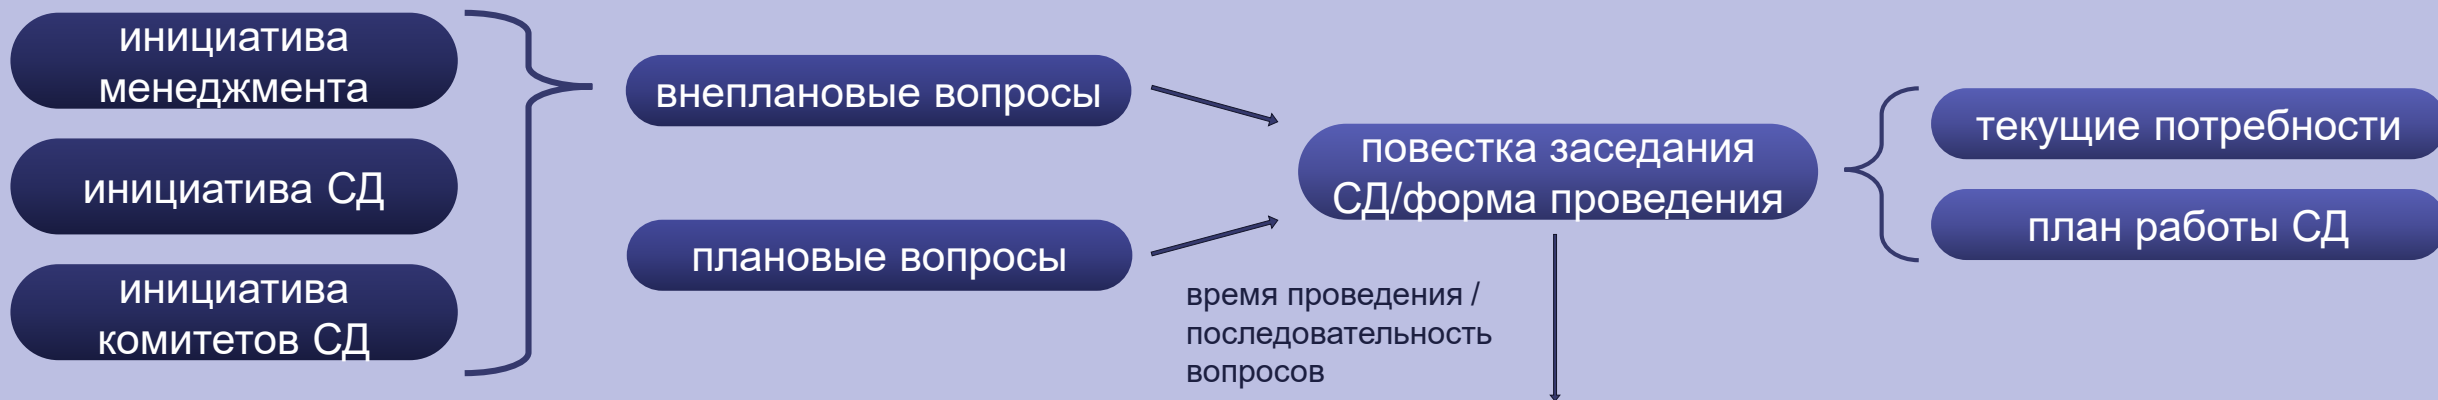 инициатива
менеджмента
инициатива СД
инициатива
комитетов СД
внеплановые вопросы
плановые вопросы
повестка заседания
СД/форма проведения
время проведения /
последовательность
вопросов
текущие потребности
план работы СД